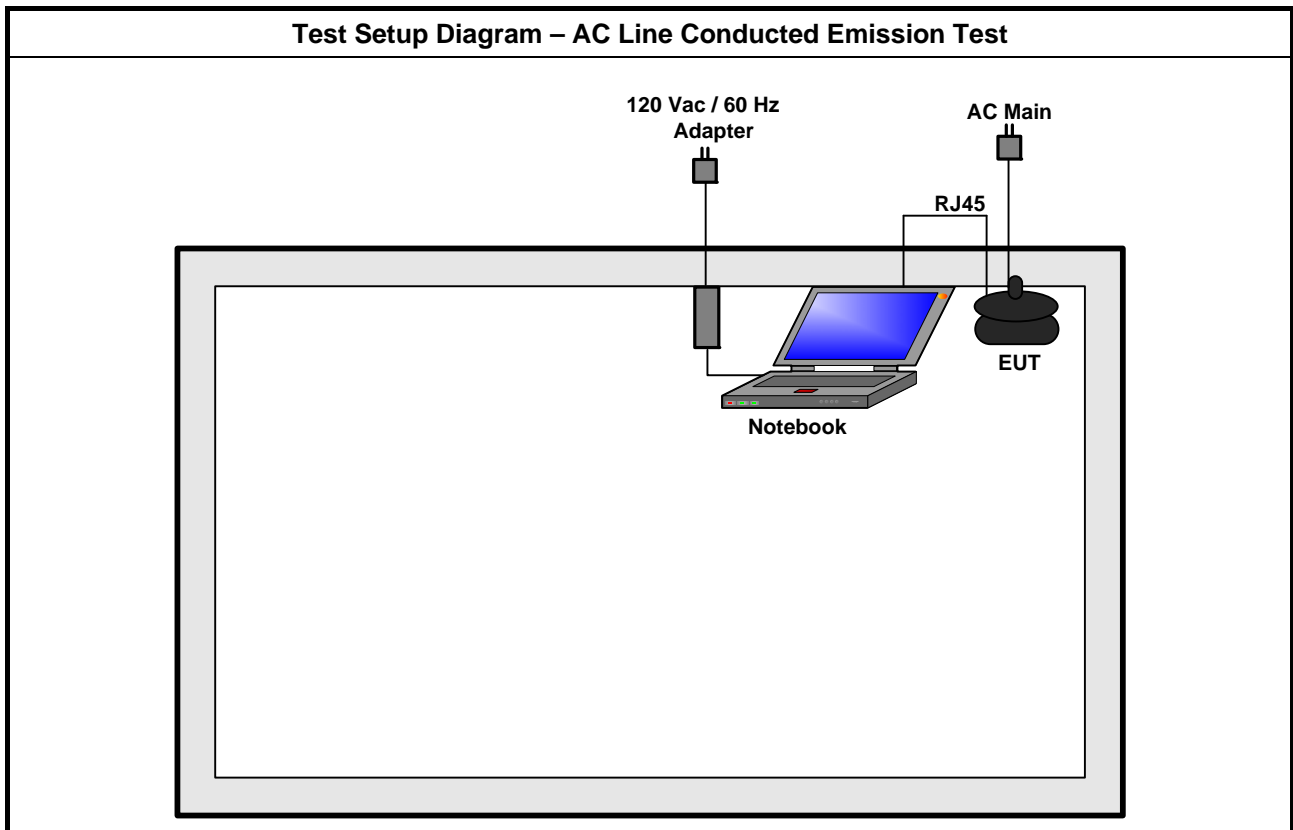 Test Setup Diagram – AC Line Conducted Emission Test
120 Vac / 60 Hz
Adapter
AC Main
RJ45
EUT
Notebook